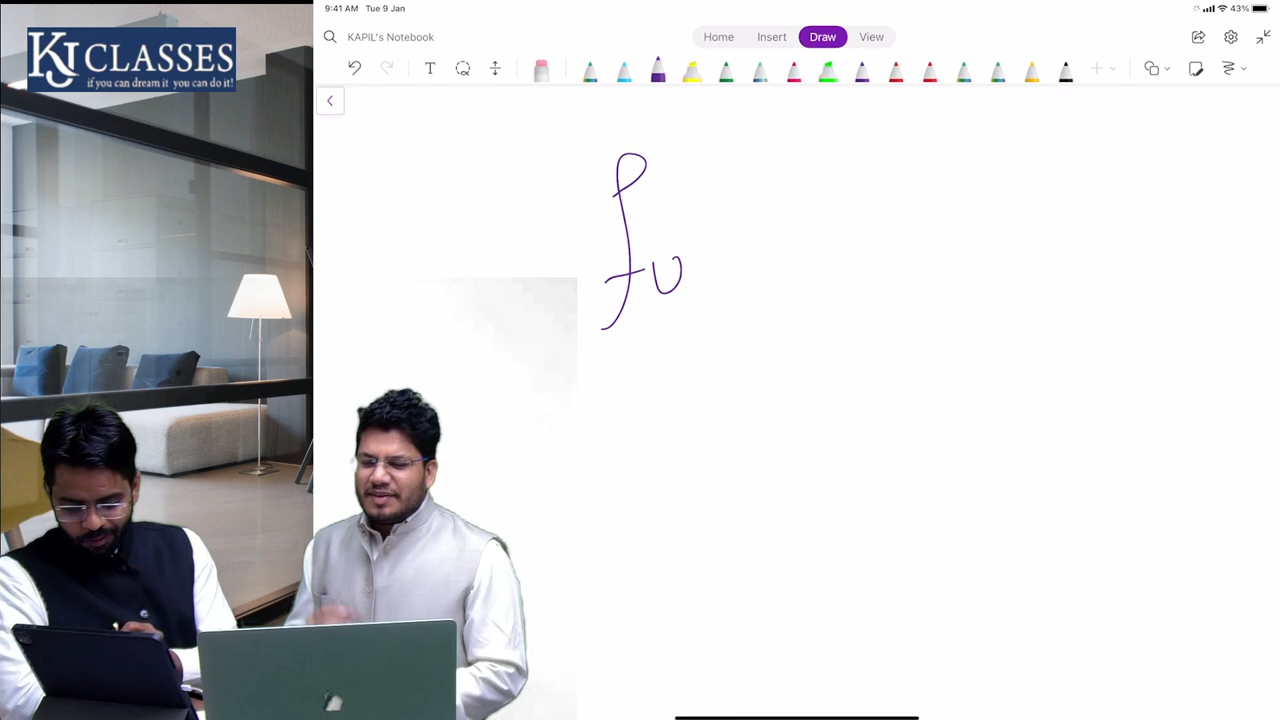 KJ CLASSES
if you can dream it you can do it!
9:41 AM Tue 9 Jan
43%
KAPIL's Notebook
Home Insert Draw View
T
fu